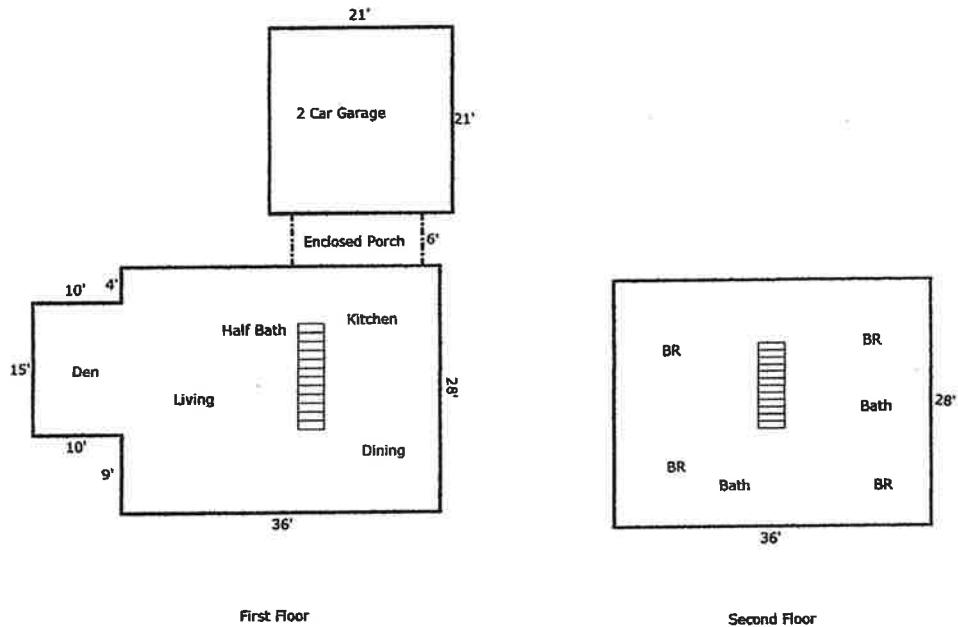 21'
2 Car Garage
21'
Enclosed Porch
6'
4'
10'
Half Bath
Kitchen
15'
Den
Living
28'
10'
9'
Dining
36'
First Floor
BR
BR
Bath
28'
BR
Bath
BR
36'
Second Floor